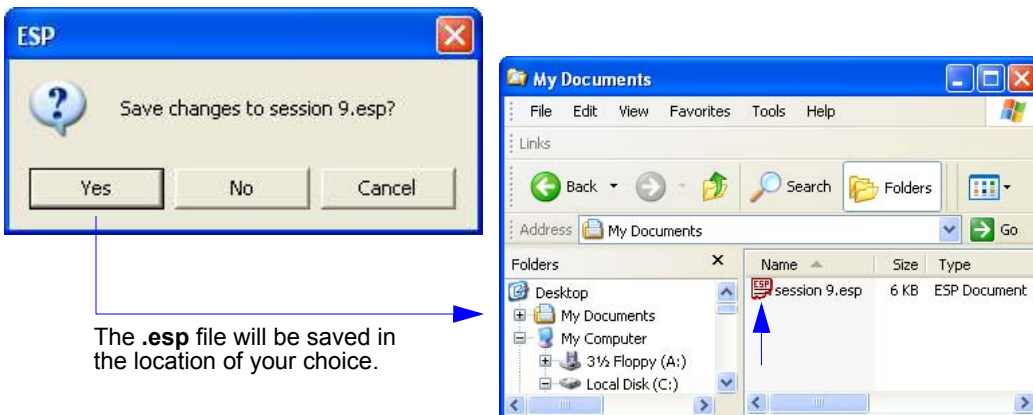 ESP
Save changes to session 9.esp?
Yes No Cancel
The .esp file will be saved in
the location of your choice.
My Documents
File Edit View Favorites Tools Help
Links
Back Search Folders
Address My Documents Go
Folders Name Size Type
Desktop ESP session 9.esp 6 KB ESP Document
My Documents
My Computer
3½ Floppy (A:)
Local Disk (C:)